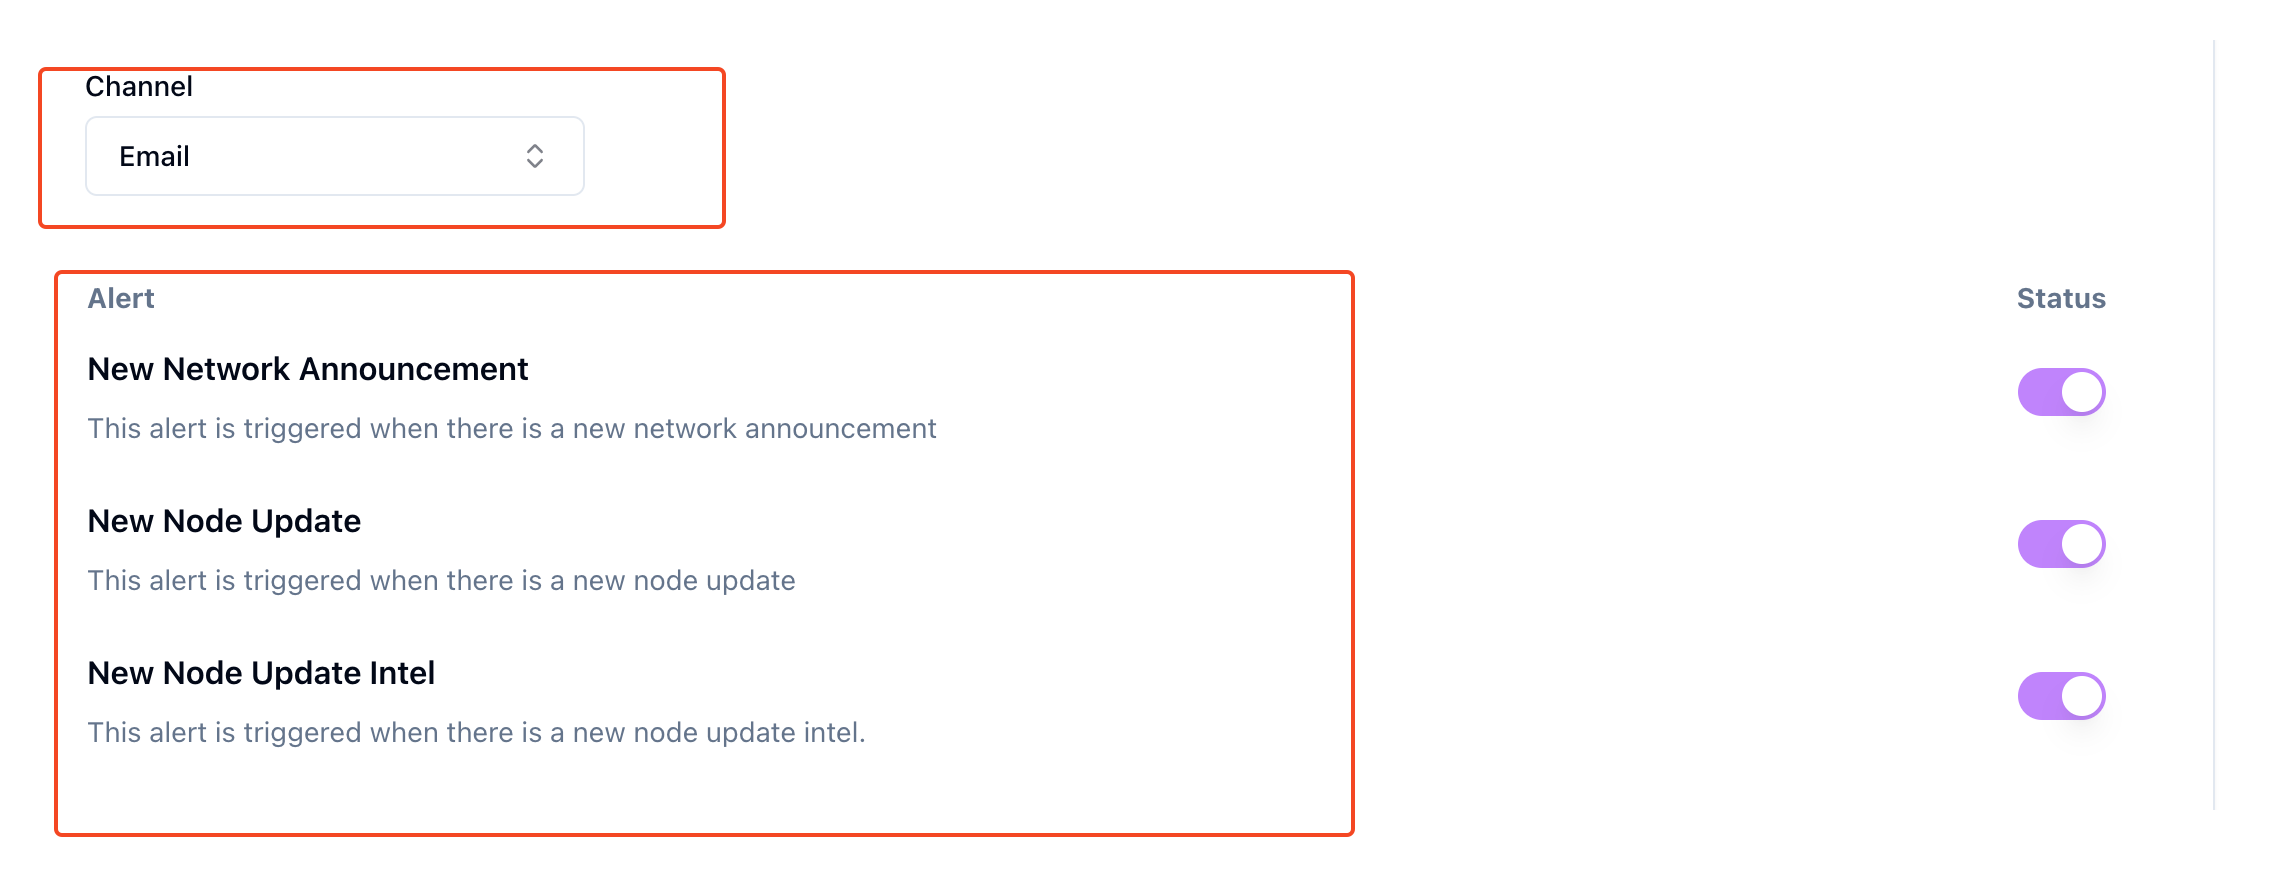 Channel
Email
Alert
Status
New Network Announcement
This alert is triggered when there is a new network announcement
New Node Update
This alert is triggered when there is a new node update
New Node Update Intel
This alert is triggered when there is a new node update intel.